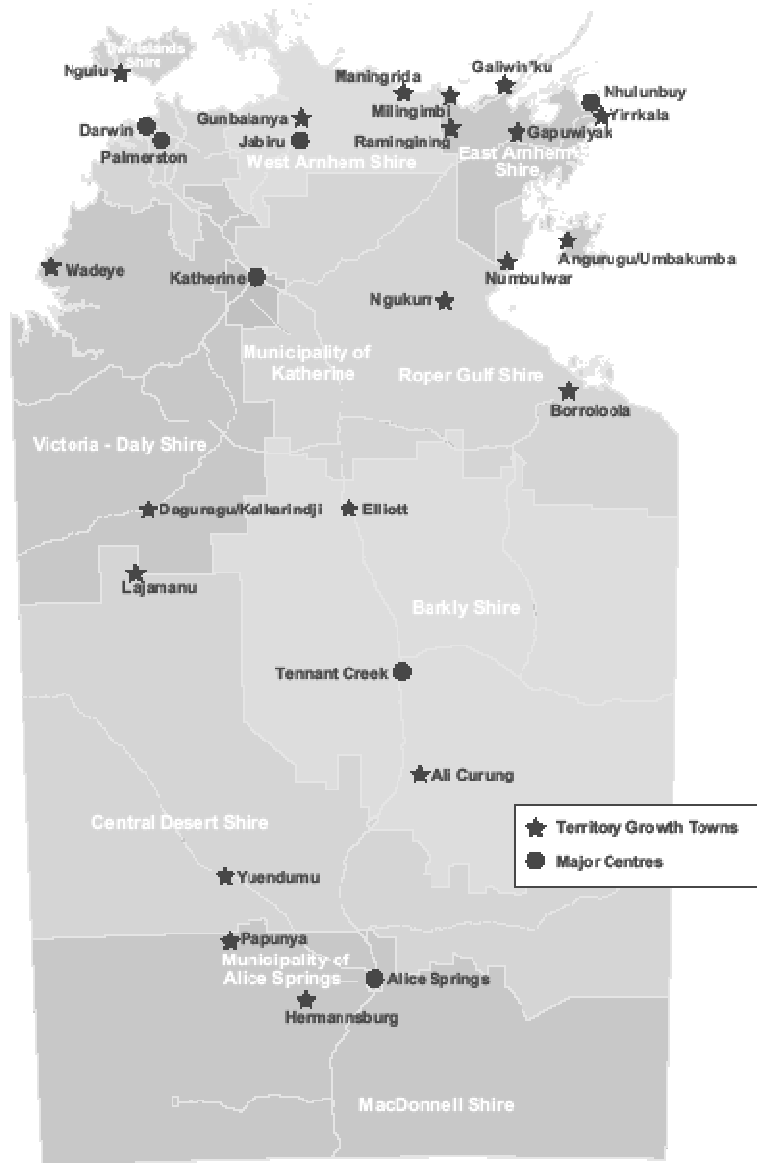 Tiwi Islands
Shire
Nguiu
Galiwin'ku
Maningrida
Nhulunbuy
Milingimbi
Yirrkala
Gunbalanya
Darwin
Jabiru
Ramingining
Gapuwiyak
Palmerston
West Arnhem Shire
East Arnhem
Shire
Angurugu/Umbakumba
Wadeye
Katherine
Numbulwar
Ngukurr
Municipality of
Katherine
Roper Gulf Shire
Borroloola
Victoria - Daly Shire
Daguragu/Kalkarindji
Elliott
Lajamanu
Barkly Shire
Tennant Creek
Ali Curung
Central Desert Shire
Territory Growth Towns
Major Centres
Yuendumu
Papunya
Municipality of
Alice Springs
Alice Springs
Hermannsburg
MacDonnell Shire